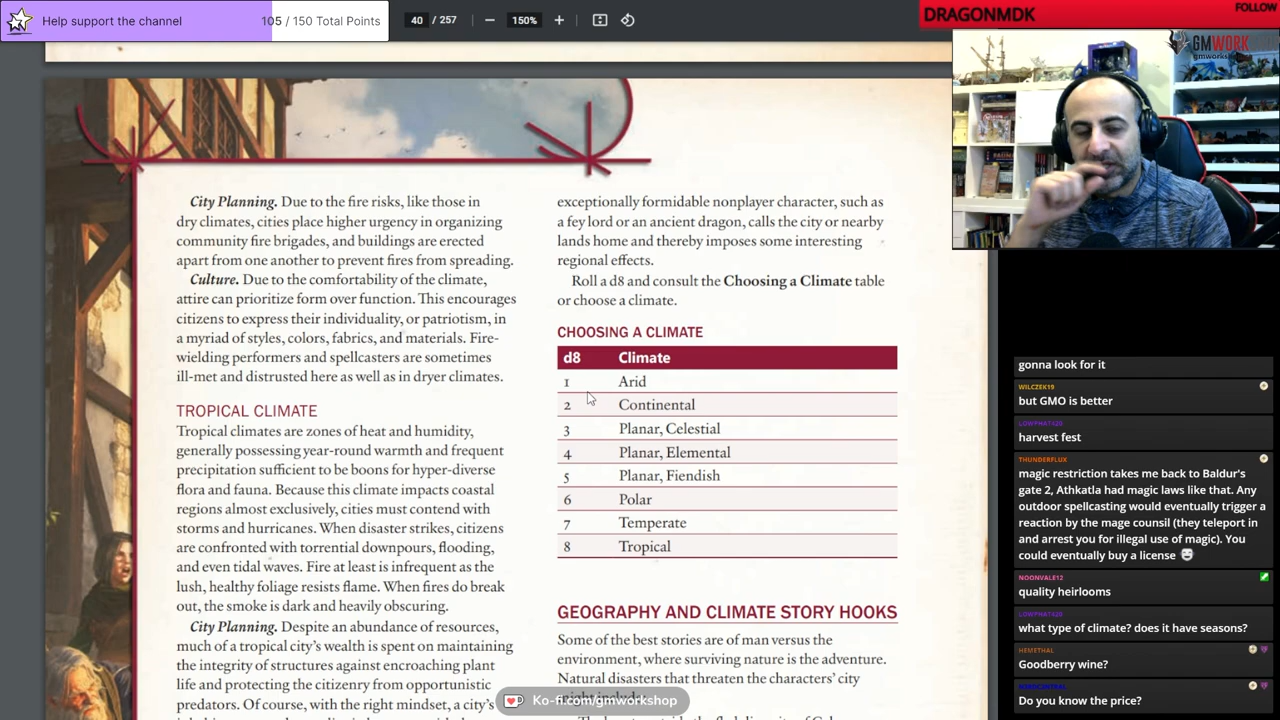 Help support the channel
105 / 150 Total Points
40 / 257
150%
DRAGONMDK
FOLLOW
GMWORK
gmworks
City Planning. Due to the fire risks, like those in
dry climates, cities place higher urgency in organizing
community fire brigades, and buildings are erected
apart from one another to prevent fires from spreading.
Culture. Due to the comfortability of the climate,
attire can prioritize form over function. This encourages
citizens to express their individuality, or patriotism, in
a myriad of styles, colors, fabrics, and materials. Fire-
wielding performers and spellcasters are sometimes
ill-met and distrusted here as well as in dryer climates.
TROPICAL CLIMATE
Tropical climates are zones of heat and humidity,
generally possessing year-round warmth and frequent
precipitation sufficient to be boons for hyper-diverse
flora and fauna. Because this climate impacts coastal
regions almost exclusively, cities must contend with
storms and hurricanes. When disaster strikes, citizens
are confronted with torrential downpours, flooding,
and even tidal waves. Fire at least is infrequent as the
lush, healthy foliage resists flame. When fires do break
out, the smoke is dark and heavily obscuring.
City Planning. Despite an abundance of resources,
much of a tropical city's wealth is spent on maintaining
the integrity of structures against encroaching plant
life and protecting the citizenry from opportunistic
predators. Of course, with the right mindset, a city's
exceptionally formidable nonplayer character, such as
a fey lord or an ancient dragon, calls the city or nearby
lands home and thereby imposes some interesting
regional effects.
Roll a d8 and consult the Choosing a Climate table
or choose a climate.
CHOOSING A CLIMATE
d8 Climate
1 Arid
2 Continental
3 Planar, Celestial
4 Planar, Elemental
5 Planar, Fiendish
6 Polar
7 Temperate
8 Tropical
GEOGRAPHY AND CLIMATE STORY HOOKS
Some of the best stories are of man versus the
environment, where surviving nature is the adventure.
Natural disasters that threaten the characters' city
Ko-fi.com/gmworkshop
gonna look for it
WILCZEK19
but GMO is better
LOWPHAT420
harvest fest
THUNDERFLUX
magic restriction takes me back to Baldur's
gate 2, Athkatla had magic laws like that. Any
outdoor spellcasting would eventually trigger a
reaction by the mage counsil (they teleport in
and arrest you for illegal use of magic). You
could eventually buy a license
NOONVALE12
quality heirlooms
LOWPHAT420
what type of climate? does it have seasons?
HEMETHAL
Goodberry wine?
Do you know the price?